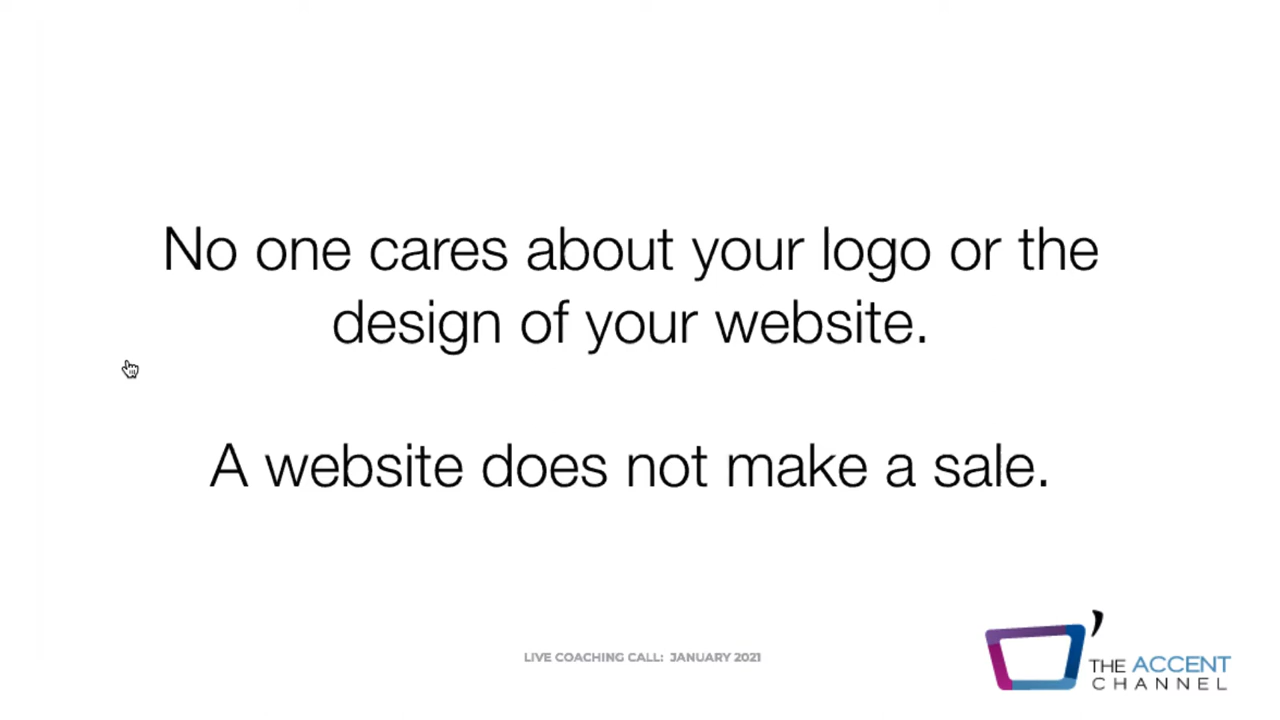 No one cares about your logo or the
design of your website.
A website does not make a sale.
LIVE COACHING CALL: JANUARY 2021
THE ACCENT
CHANNEL